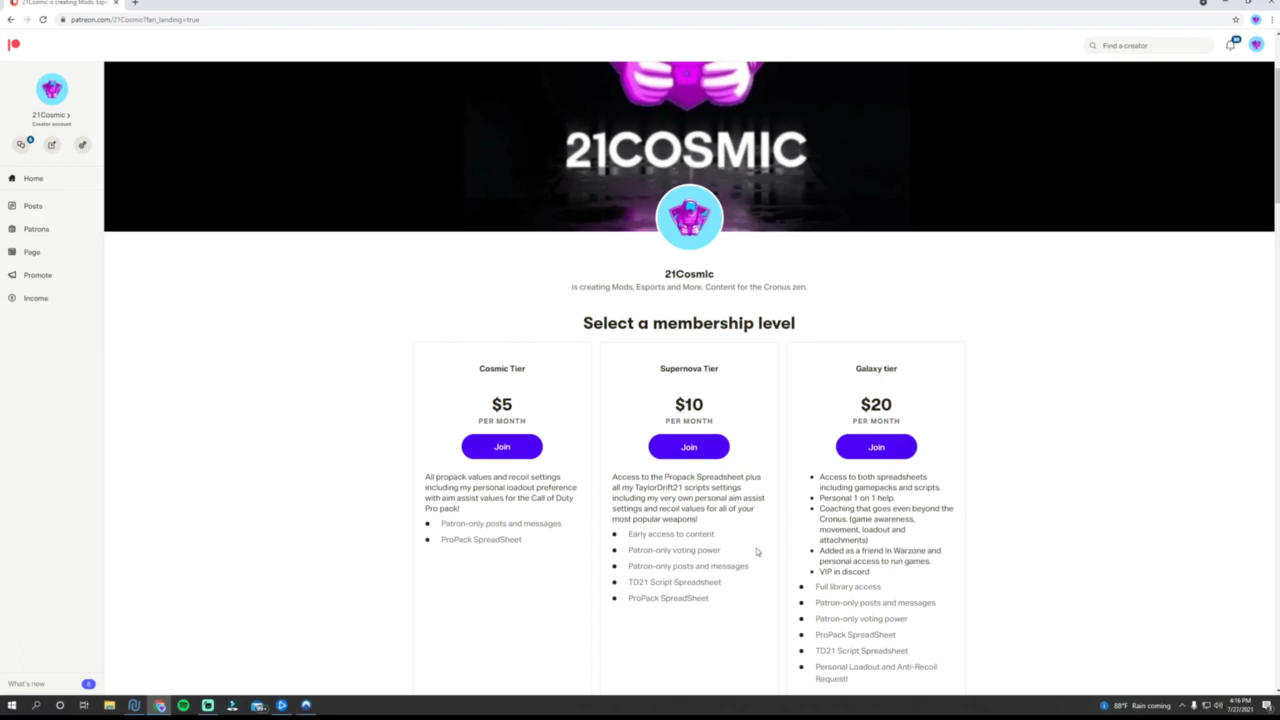 21Cosmic is creating Mods, Esports
patreon.com/21Cosmic?fan_landing=true
Find a creator
21Cosmic
Creator account
Home
Posts
Patrons
Page
Promote
Income
What's new
8
21COSMIC
21Cosmic
is creating Mods, Esports and More. Content for the Cronus zen.
Select a membership level
Cosmic Tier
$5
PER MONTH
Join
All propack values and recoil settings
including my personal loadout preference
with aim assist values for the Call of Duty
Pro pack!
Patron-only posts and messages
ProPack SpreadSheet
Supernova Tier
$10
PER MONTH
Join
Access to the Propack Spreadsheet plus
all my TaylorDrift21 scripts settings
including my very own personal aim assist
settings and recoil values for all of your
most popular weapons!
Early access to content
Patron-only voting power
Patron-only posts and messages
TD21 Script Spreadsheet
ProPack SpreadSheet
Galaxy tier
$20
PER MONTH
Join
Access to both spreadsheets
including gamepacks and scripts.
Personal 1 on 1 help.
Coaching that goes even beyond the
Cronus. (game awareness,
movement, loadout and
attachments)
Added as a friend in Warzone and
personal access to run games.
VIP in discord
Full library access
Patron-only posts and messages
Patron-only voting power
ProPack SpreadSheet
TD21 Script Spreadsheet
Personal Loadout and Anti-Recoil
Request!
88°F Rain coming
4:16 PM
7/27/2021